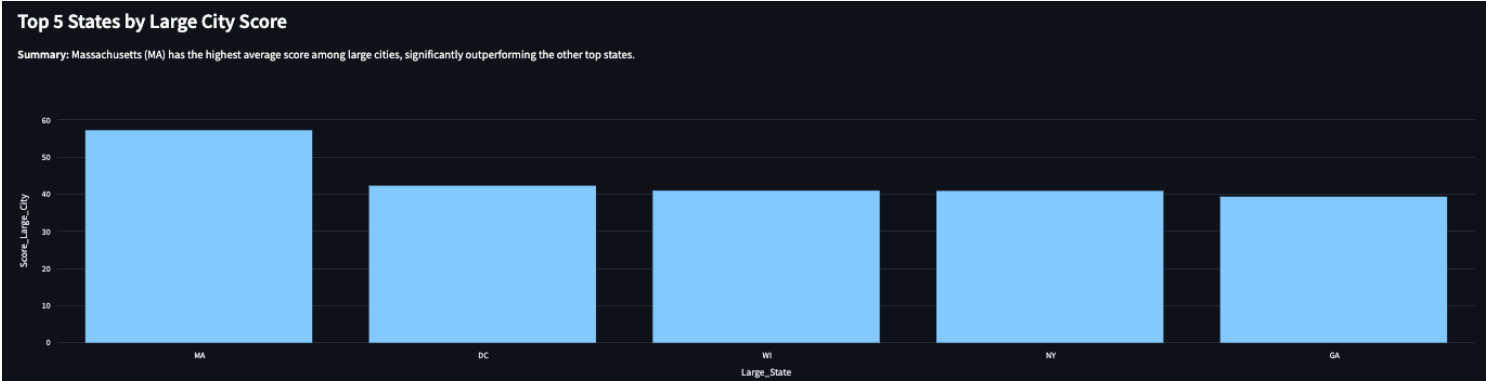 Top 5 States by Large City Score
Summary: Massachusetts (MA) has the highest average score among large cities, significantly outperforming the other top states.
60
50
40
30
20
10
0
Score_Large_City
MA DC WI NY GA
Large_State